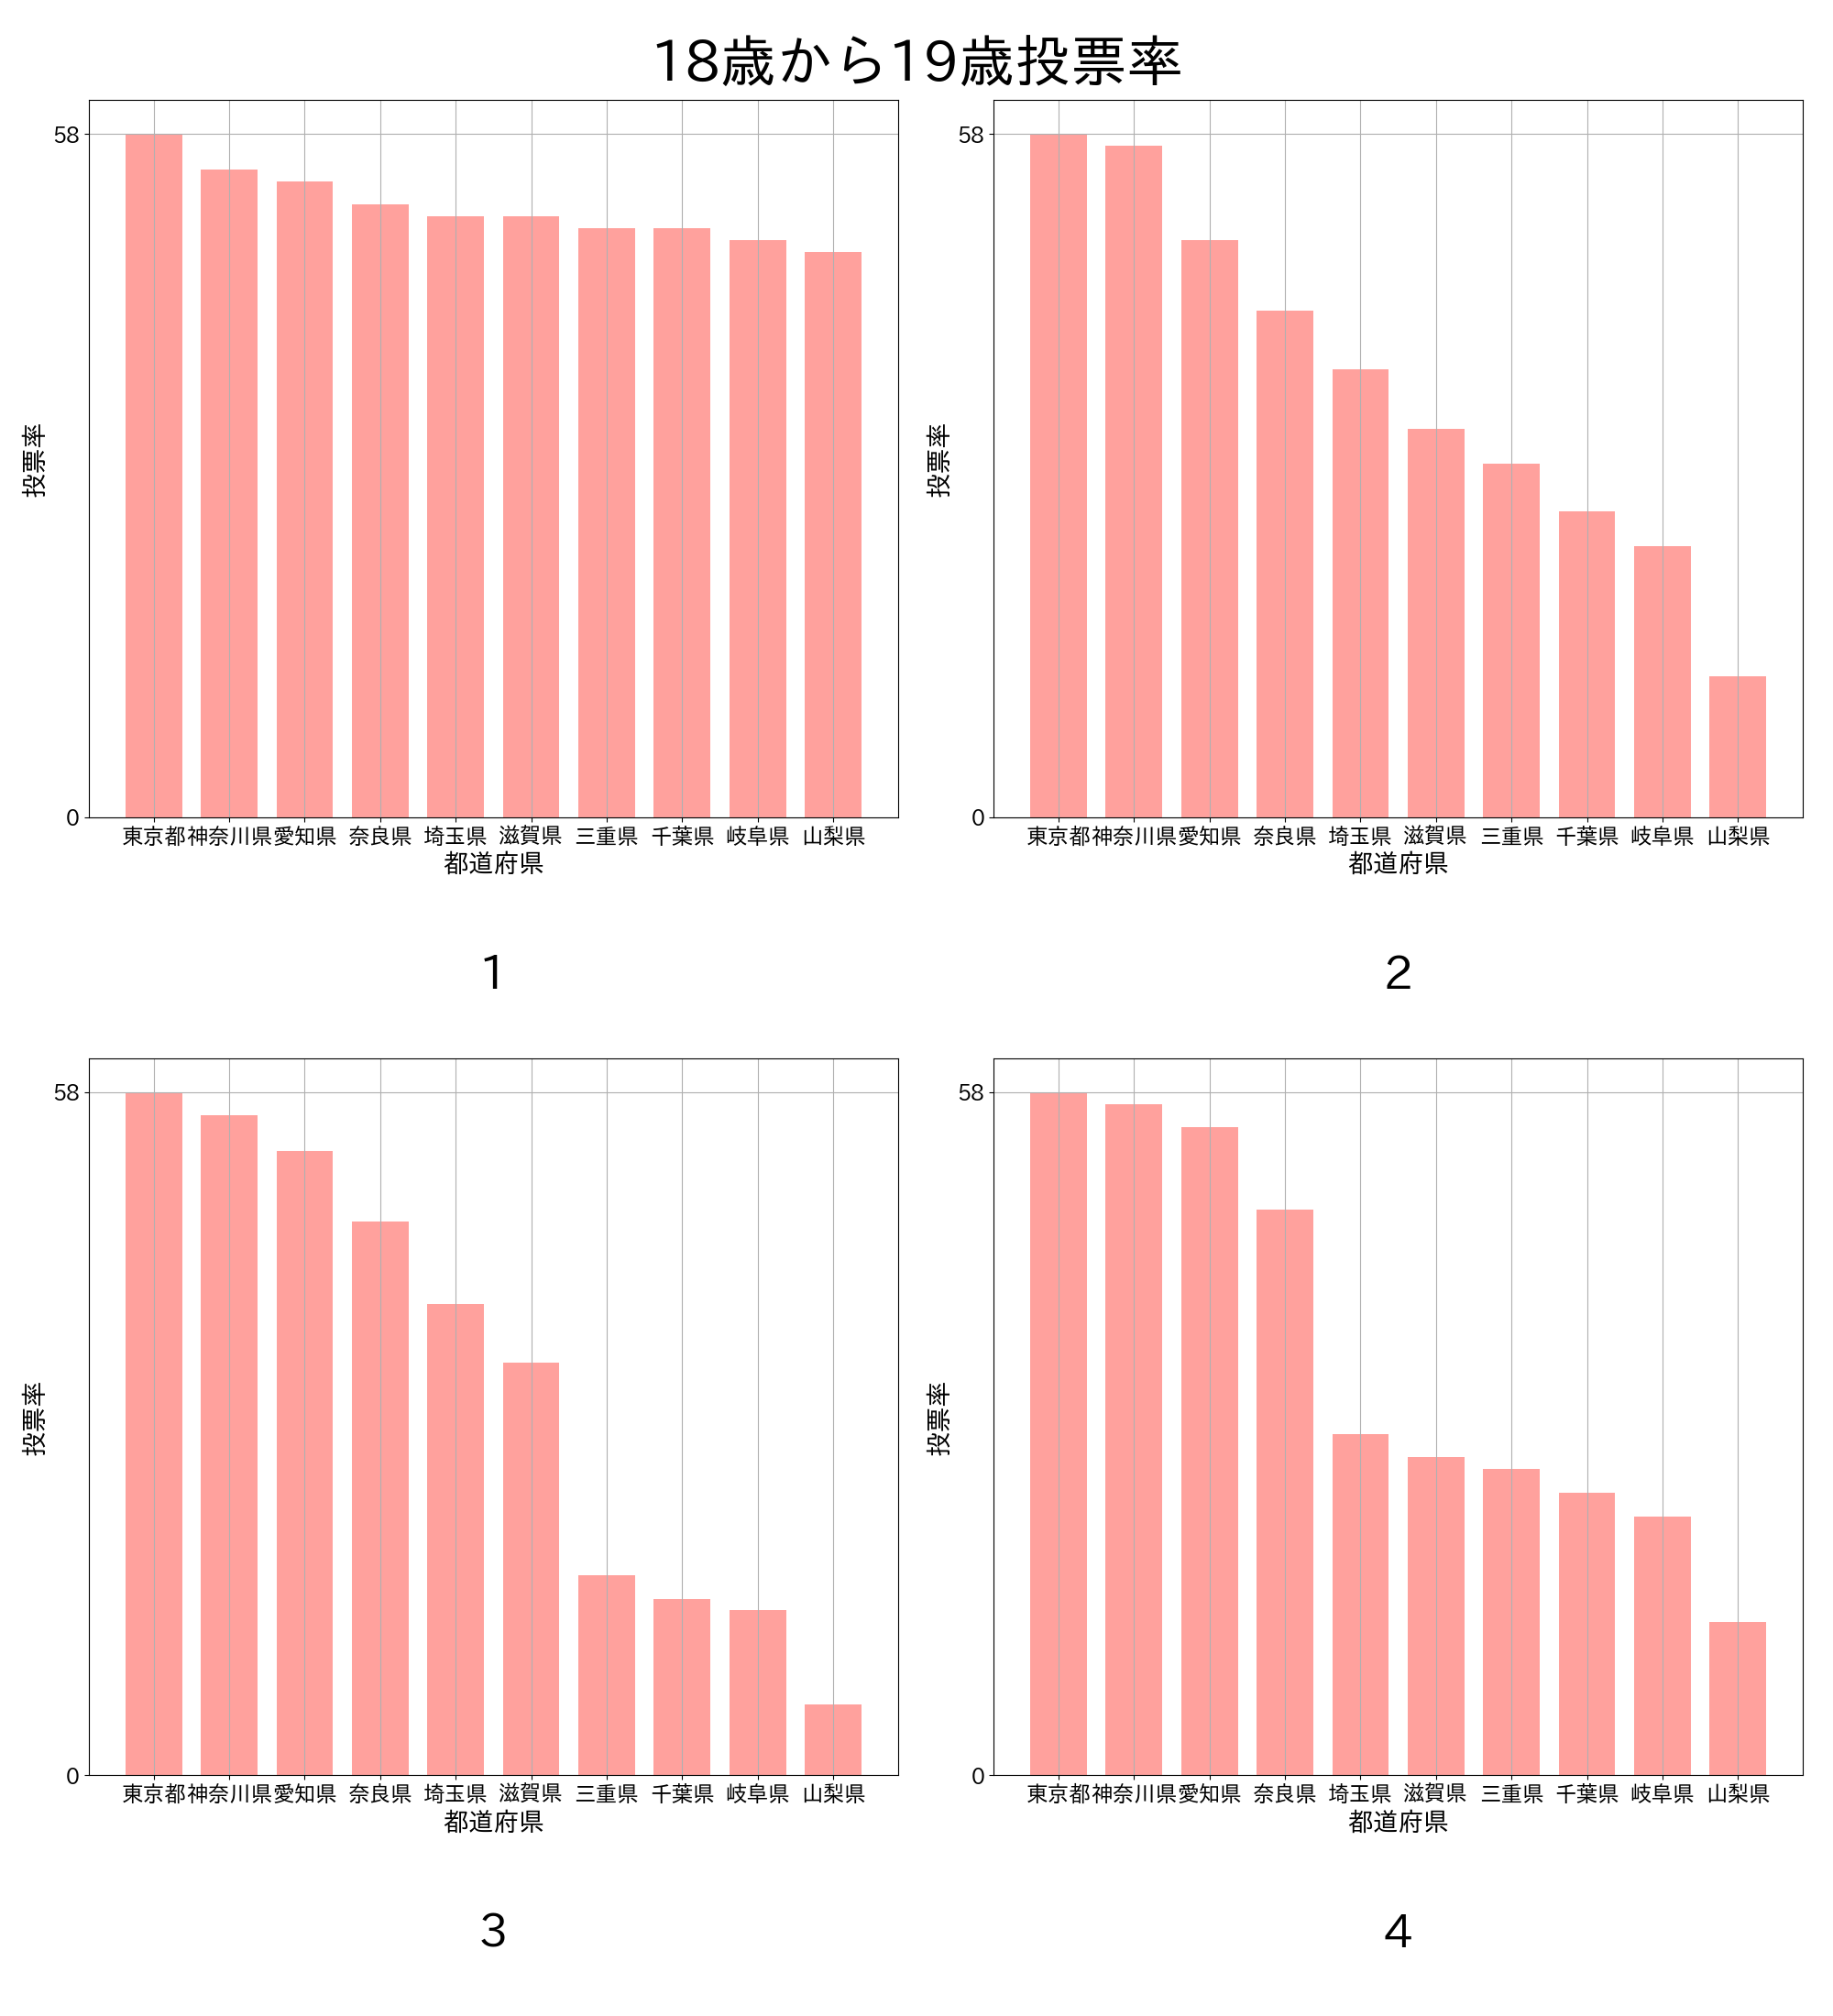 18歳から19歳投票率
58
0
投票率
東京都 神奈川県 愛知県 奈良県 埼玉県 滋賀県 三重県 千葉県 岐阜県 山梨県
都道府県
1
58
0
投票率
東京都 神奈川県 愛知県 奈良県 埼玉県 滋賀県 三重県 千葉県 岐阜県 山梨県
都道府県
2
58
0
投票率
東京都 神奈川県 愛知県 奈良県 埼玉県 滋賀県 三重県 千葉県 岐阜県 山梨県
都道府県
3
58
0
投票率
東京都 神奈川県 愛知県 奈良県 埼玉県 滋賀県 三重県 千葉県 岐阜県 山梨県
都道府県
4